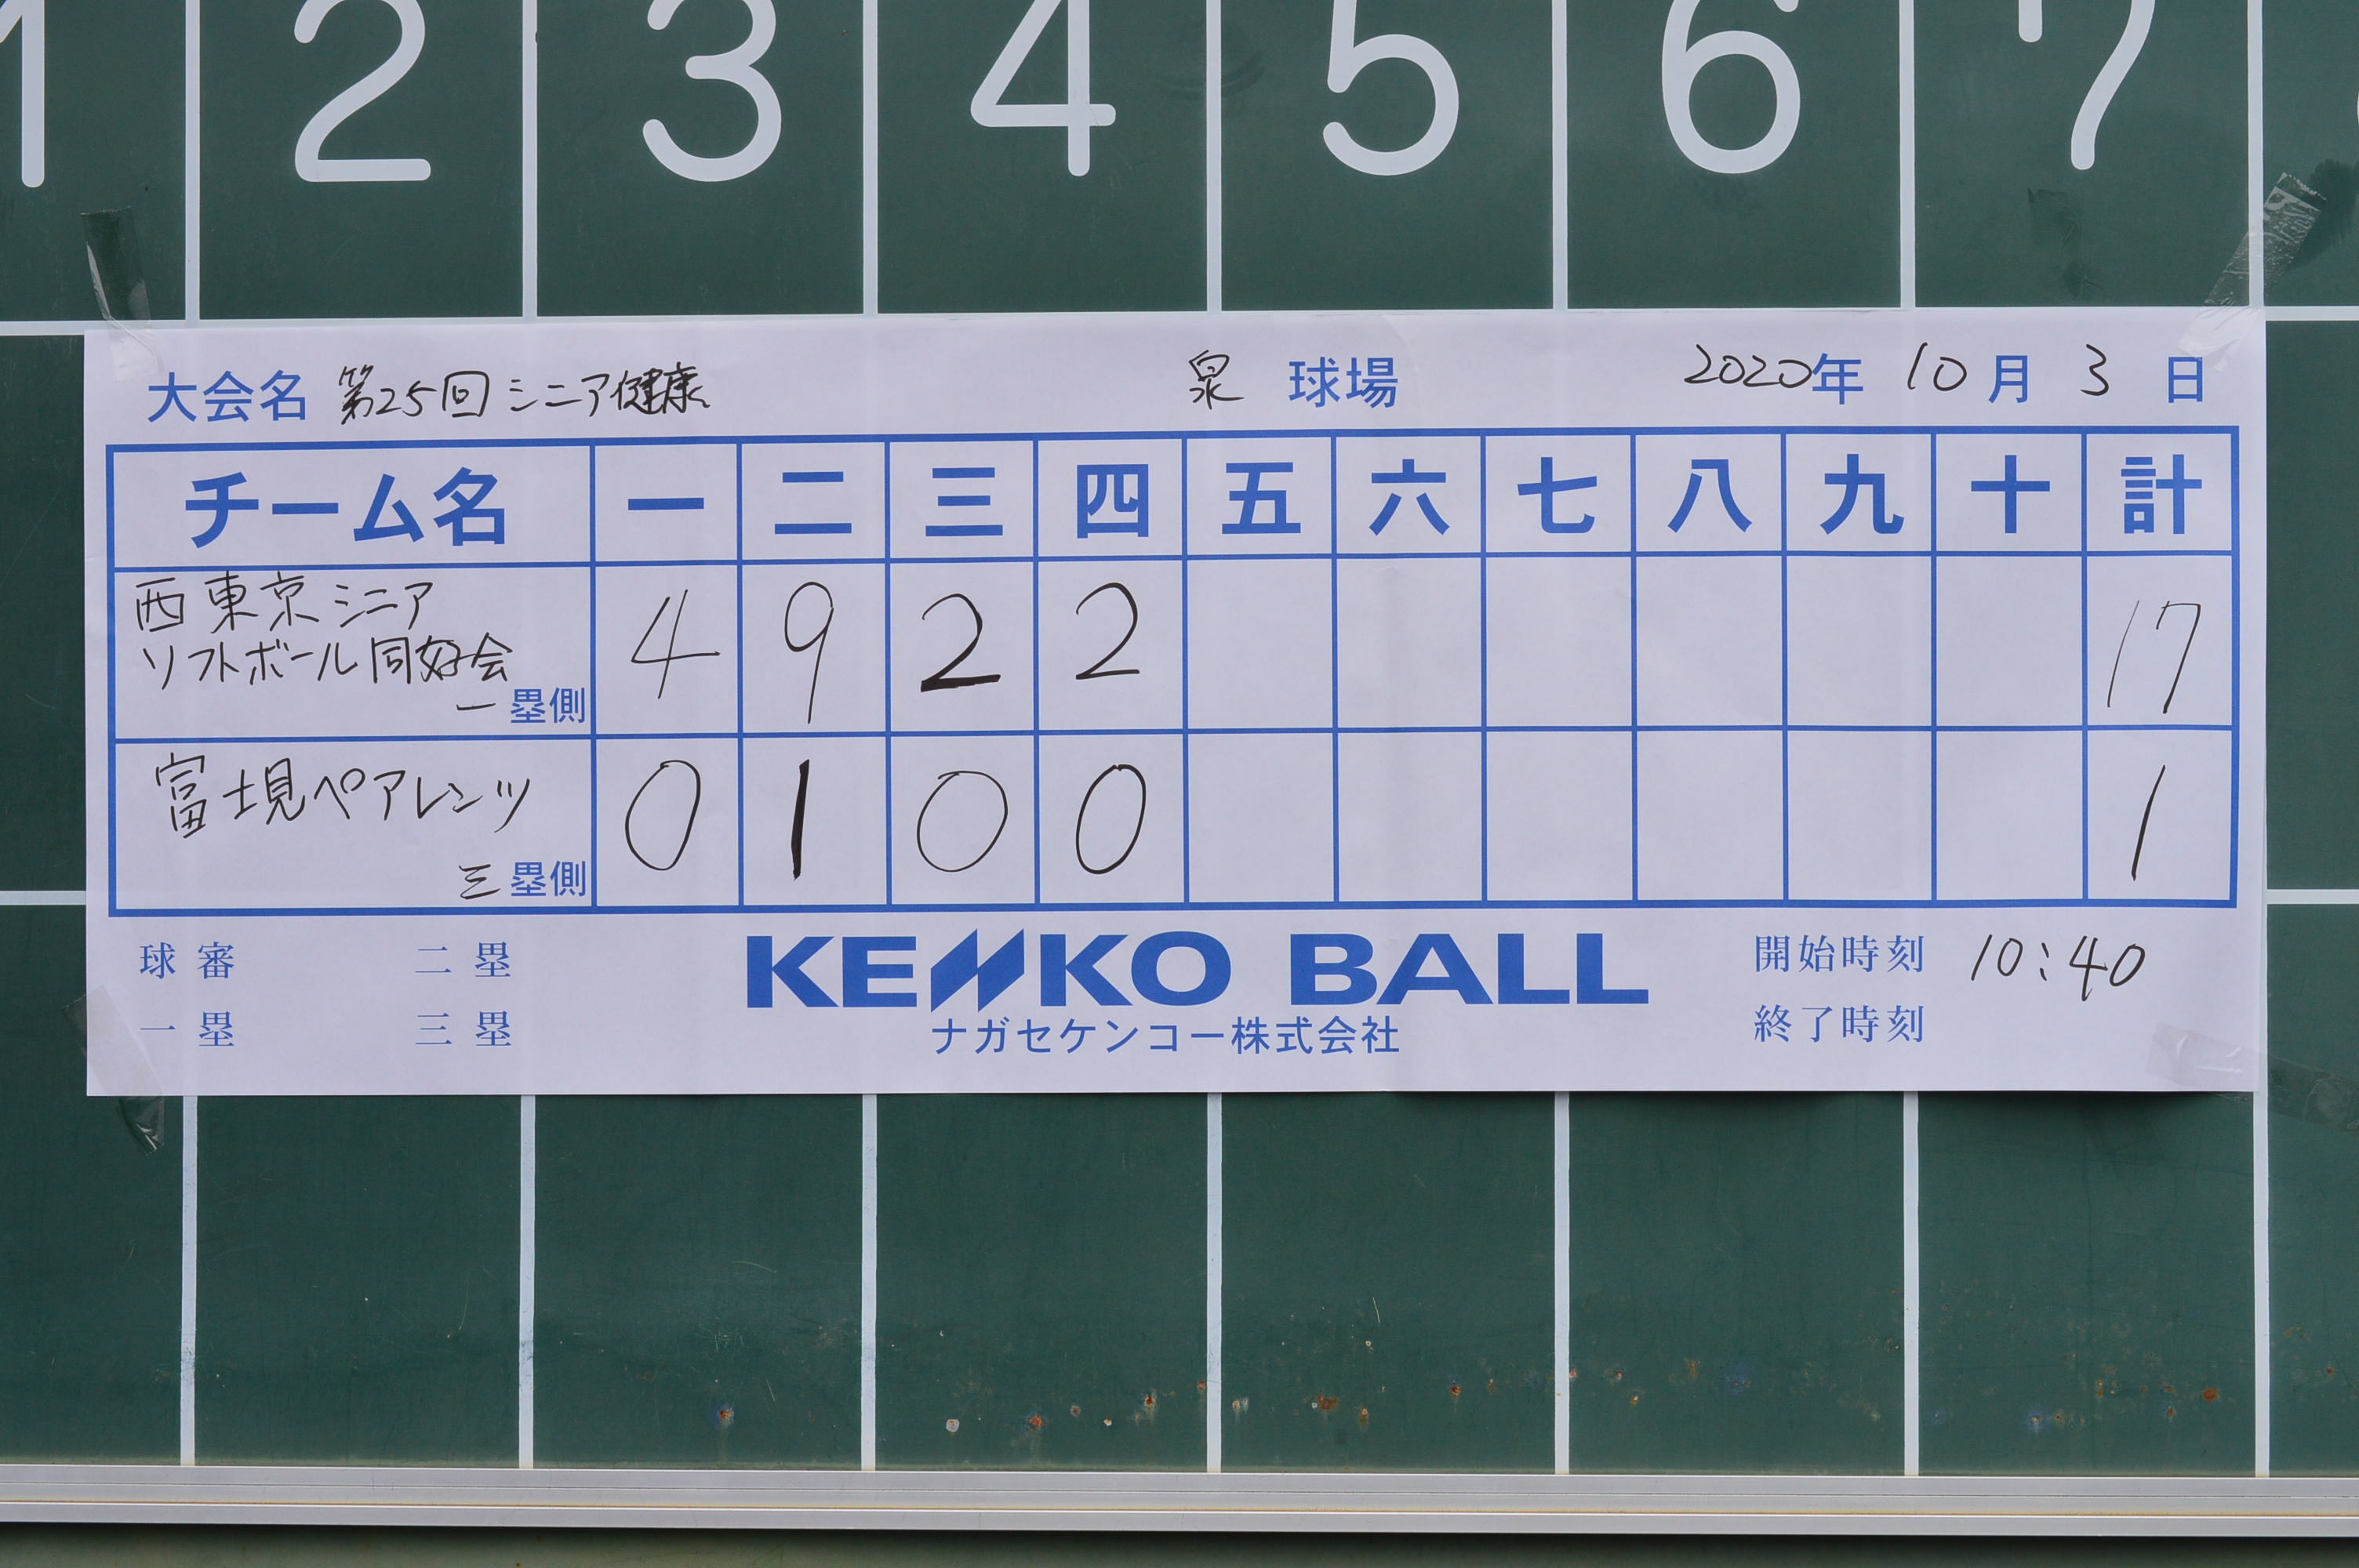 1 2 3 4 5 6 7
大会名 第25回 シニア健康 泉 球場 2020年 10月 3日
チーム名 一 二 三 四 五 六 七 八 九 十 計
西東京シニア
ソフトボール同好会 4 9 2 2 17
一塁側
富士見ペアレンツ 0 1 0 0 1
三塁側
球審 二塁 KENKO BALL 開始時刻 10:40
一塁 三塁 ナガセケンコー株式会社 終了時刻